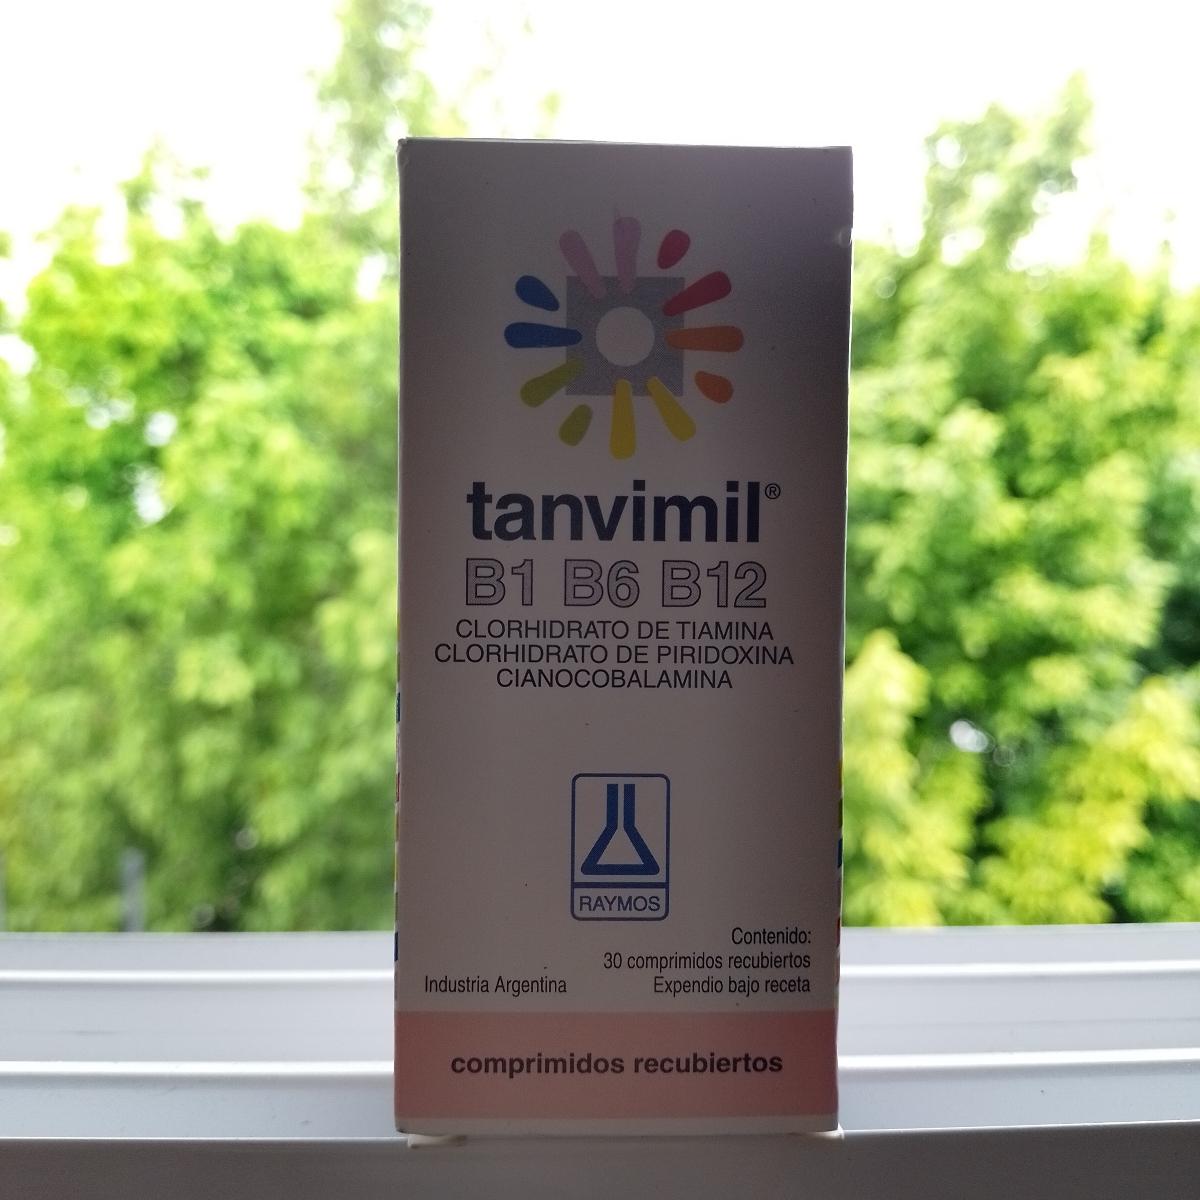 tanvimil®
B1 B6 B12
CLORHIDRATO DE TIAMINA
CLORHIDRATO DE PIRIDOXINA
CIANOCOBALAMINA
RAYMOS
Contenido:
30 comprimidos recubiertos
Industria Argentina Expendio bajo receta
comprimidos recubiertos